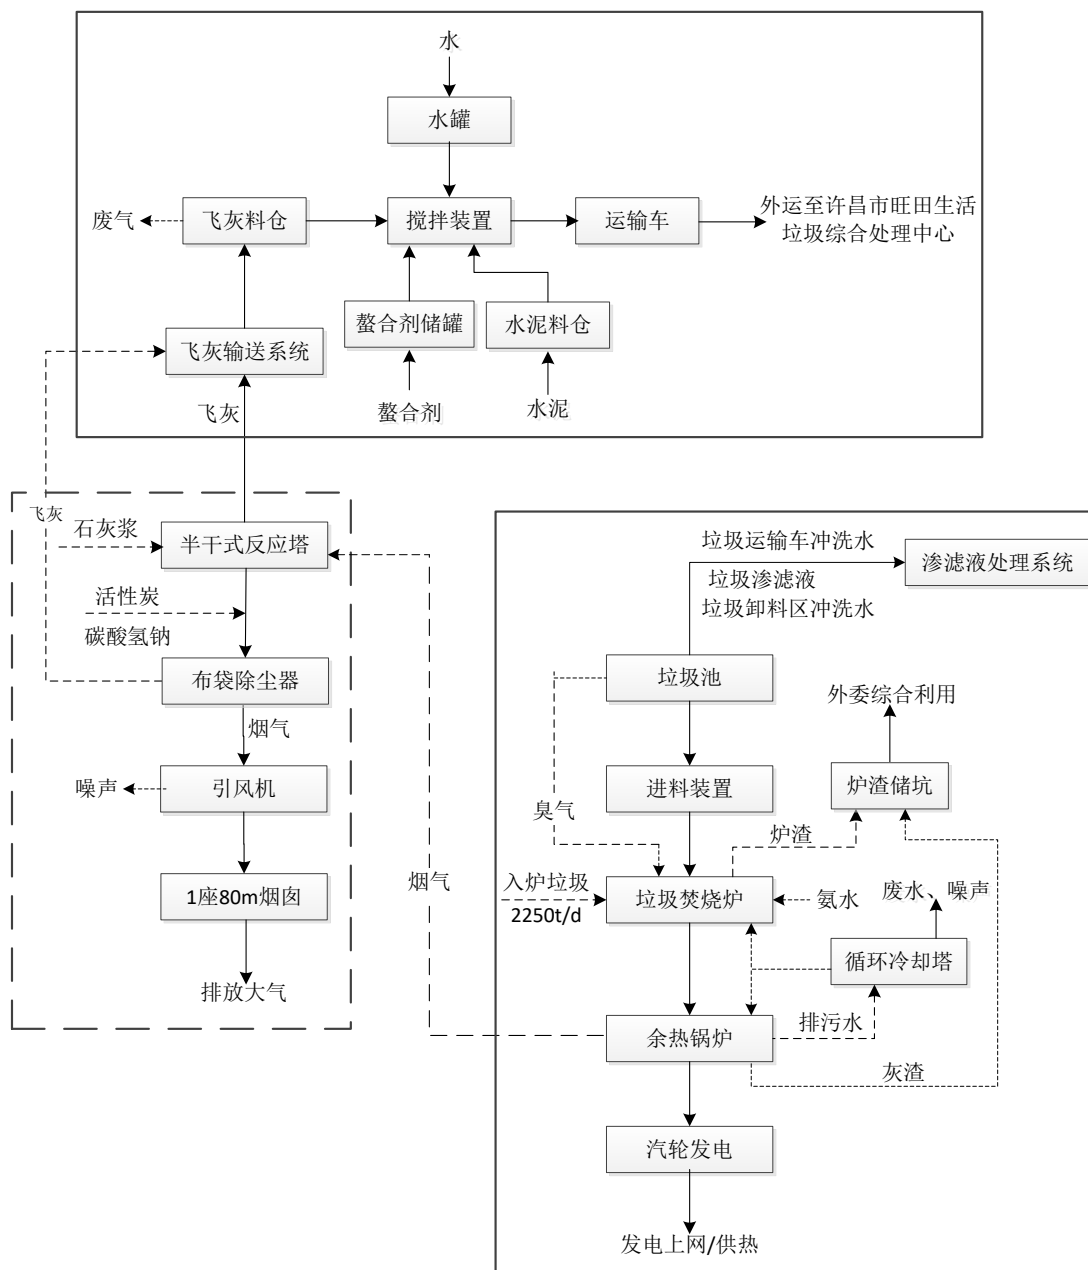 水
水罐
废气
飞灰料仓
搅拌装置
运输车
外运至许昌市旺田生活
垃圾综合处理中心
螯合剂储罐
水泥料仓
飞灰输送系统
飞灰
螯合剂
水泥
飞灰
石灰浆
半干式反应塔
活性炭
碳酸氢钠
布袋除尘器
烟气
噪声
引风机
1座80m烟囱
排放大气
烟气
垃圾运输车冲洗水
垃圾渗滤液
垃圾卸料区冲洗水
渗滤液处理系统
垃圾池
外委综合利用
进料装置
炉渣储坑
臭气
炉渣
入炉垃圾
2250t/d
垃圾焚烧炉
氨水
废水、噪声
循环冷却塔
余热锅炉
排污水
灰渣
汽轮发电
发电上网/供热